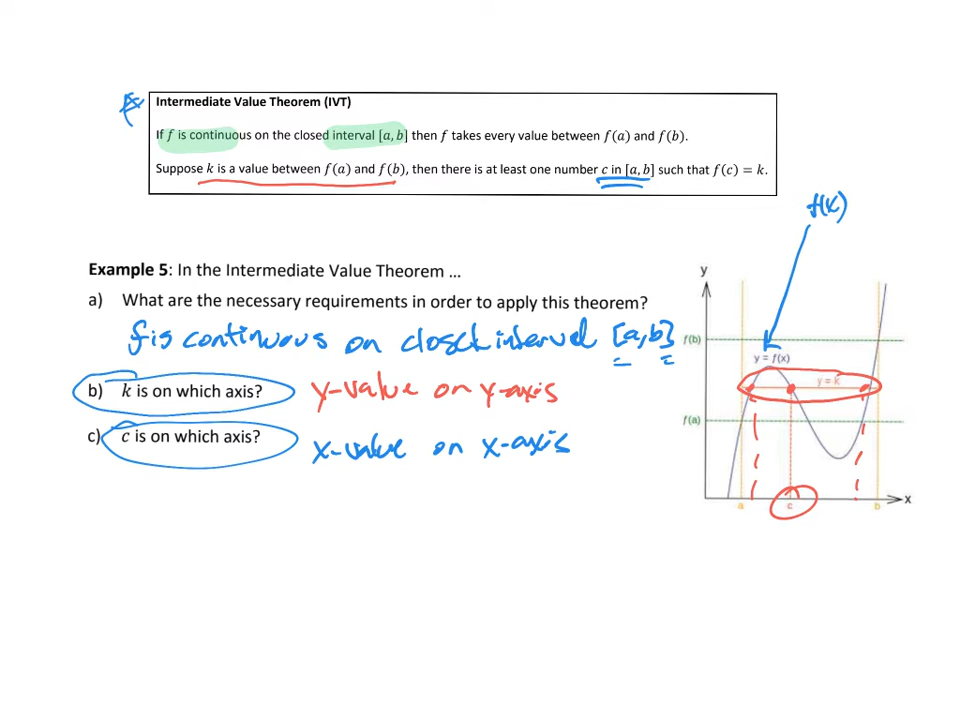 Intermediate Value Theorem (IVT)
If f is continuous on the closed interval [a, b] then f takes every value between f(a) and f(b).
Suppose k is a value between f(a) and f(b), then there is at least one number c in [a, b] such that f(c) = k.
f(k)
Example 5: In the Intermediate Value Theorem ...
a) What are the necessary requirements in order to apply this theorem?
f is continuous on closed interval [a,b]
b) k is on which axis? y-value on y-axis
c) c is on which axis? x-value on x-axis
y
f(b)
y = f(x)
y = k
f(a)
x
a c b